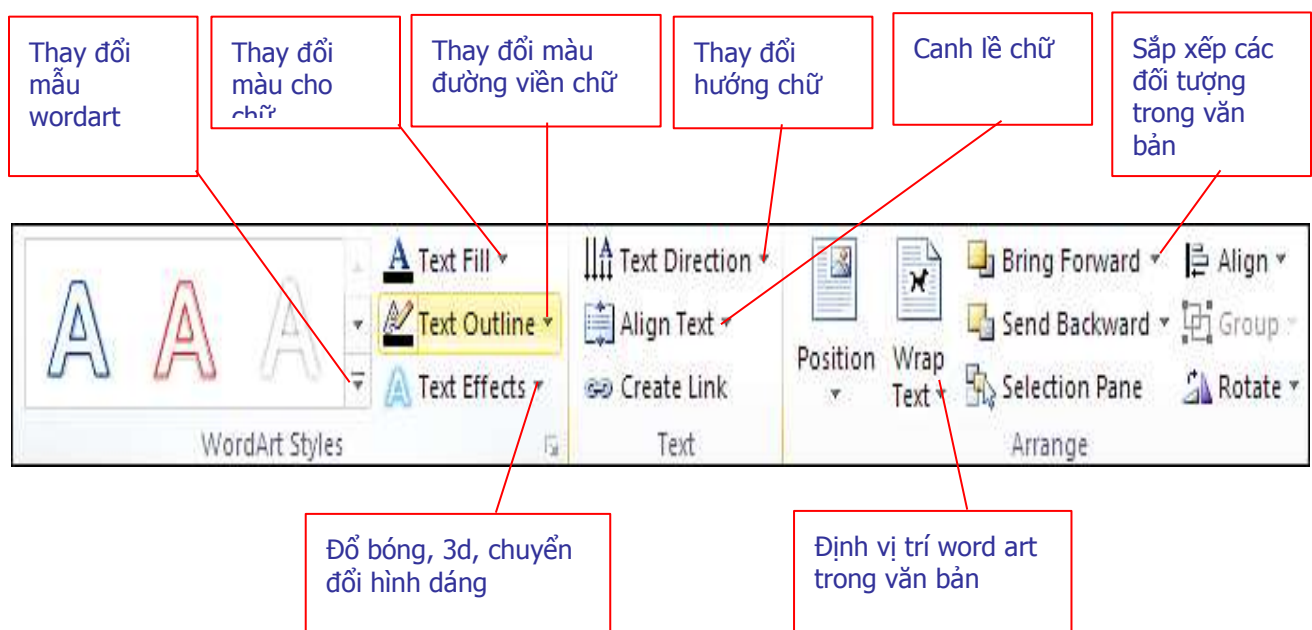 Thay đổi
mẫu
wordart
Thay đổi
màu cho
chữ
Thay đổi màu
đường viền chữ
Thay đổi
hướng chữ
Canh lề chữ
Sắp xếp các
đối tượng
trong văn
bản
A A A
Text Fill
Text Outline
Text Effects
WordArt Styles
Text Direction
Align Text
Create Link
Text
Position
Wrap
Text
Bring Forward
Send Backward
Selection Pane
Align
Group
Rotate
Arrange
Đổ bóng, 3d, chuyển
đổi hình dáng
Định vị trí word art
trong văn bản